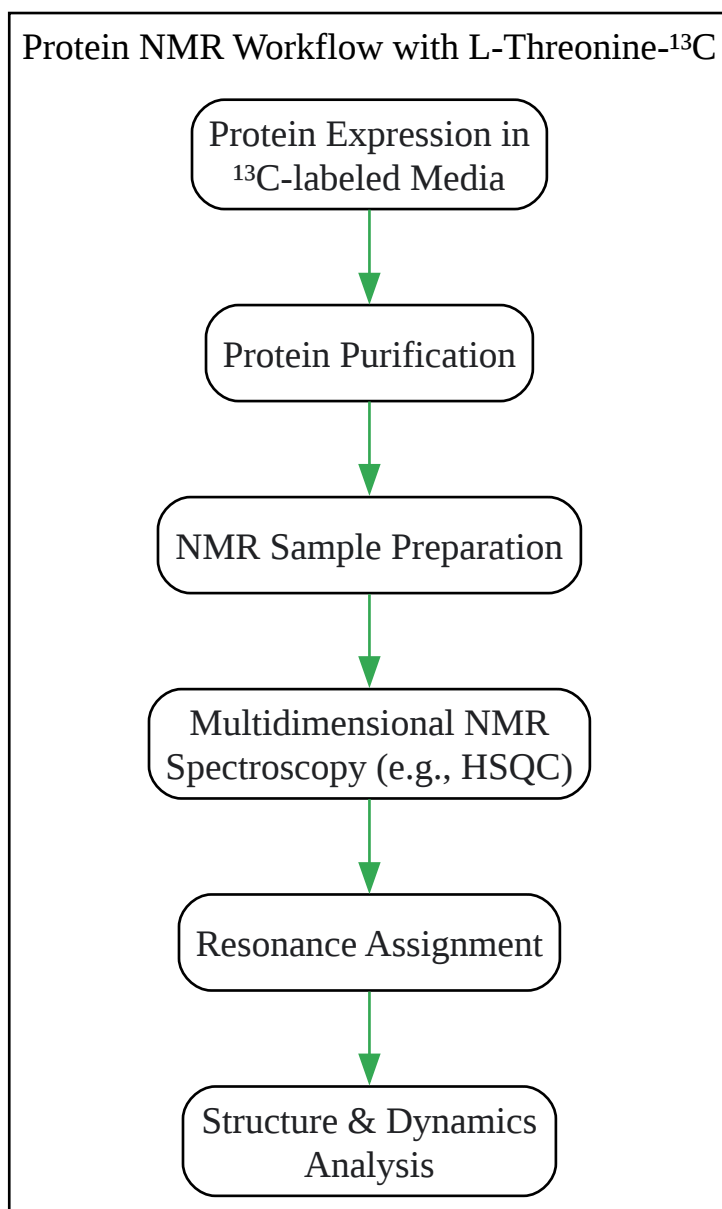 Protein NMR Workflow with L-Threonine-¹³C
Protein Expression in
¹³C-labeled Media
Protein Purification
NMR Sample Preparation
Multidimensional NMR
Spectroscopy (e.g., HSQC)
Resonance Assignment
Structure & Dynamics
Analysis